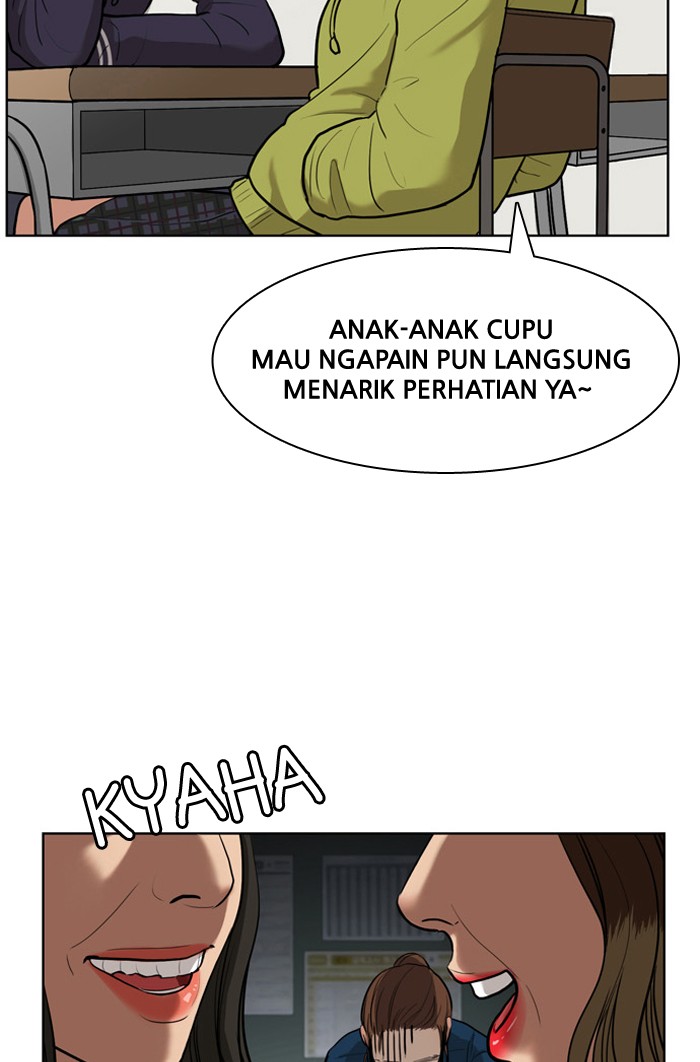 ANAK-ANAK CUPU
MAU NGAPAIN PUN LANGSUNG
MENARIK PERHATIAN YA~
KYAHA